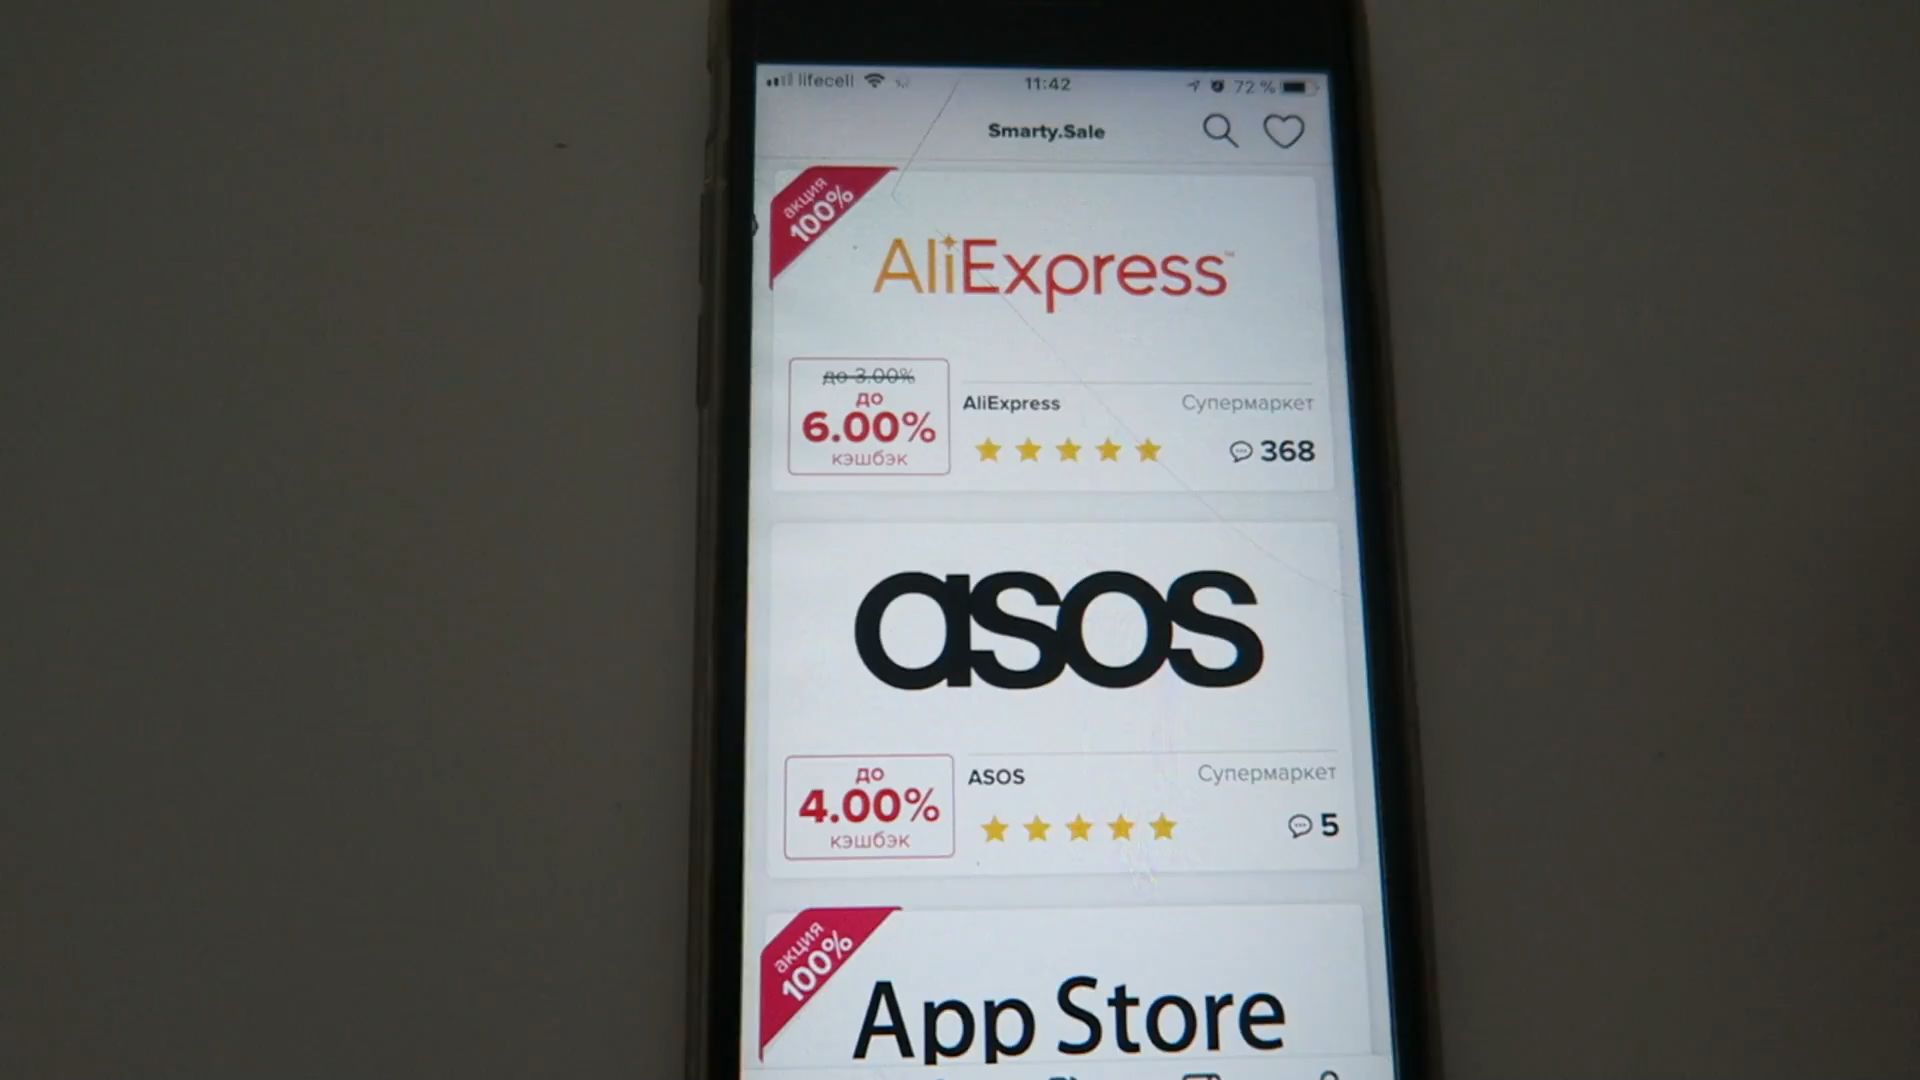 lifecell
11:42
72 %
Smarty.Sale
акция
100%
AliExpress™
до 3.00%
до
6.00%
кэшбэк
AliExpress
Супермаркет
368
asos
до
4.00%
кэшбэк
ASOS
Супермаркет
5
акция
100%
App Store